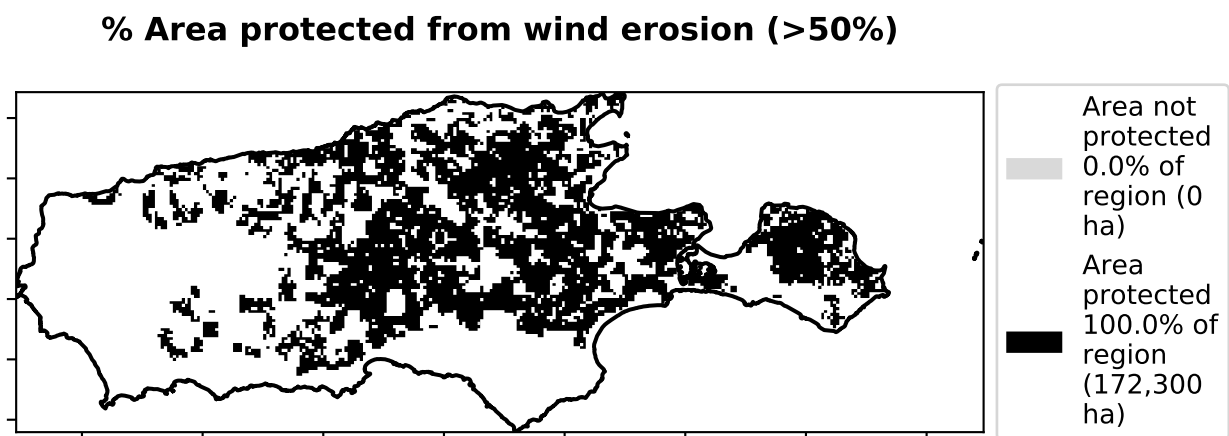 % Area protected from wind erosion (>50%)
Area not
protected
0.0% of
region (0
ha)
Area
protected
100.0% of
region
(172,300
ha)